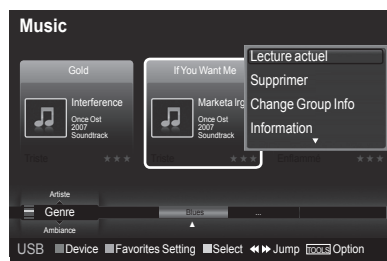 Music
Gold
Interference
Once Ost
2007
Soundtrack
Trieto ★★★
If You Want Me
Marketa Irg
Once Ost
2007
Soundtrack
★★★
Lecture actuel
Supprimer
Change Group Info
Information
▼
★★★
Artiste
Genre
Ambiance
Blues
...
▲
USB Device Favorites Setting Select ◀◀ ▶▶ Jump TOOLS Option